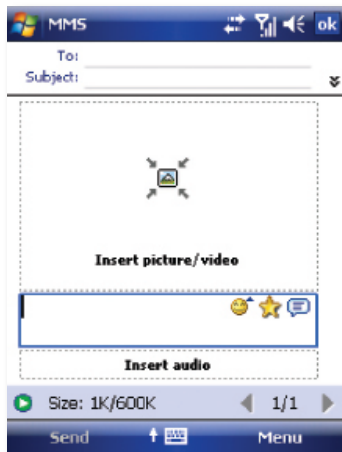 MMS ok
To:
Subject:
Insert picture/video
Insert audio
Size: 1K/600K 1/1
Send Menu